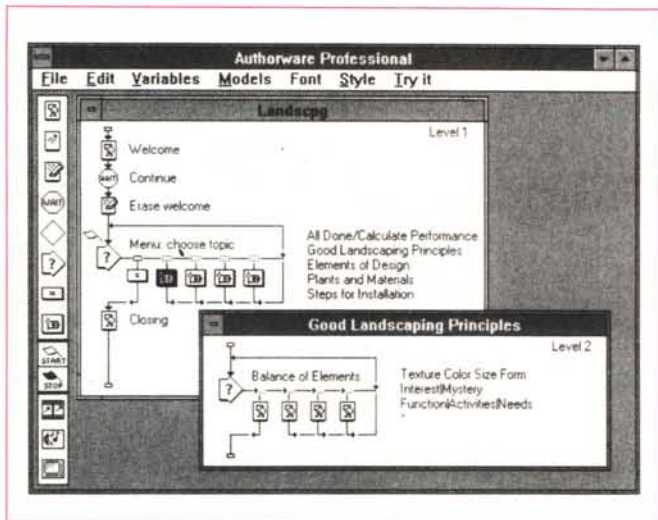 Authorware Professional
File Edit Variables Models Font Style Try it
Landscpg
Level 1
Welcome
WAIT Continue
Erase welcome
Menu: choose topic
All Done/Calculate Performance
Good Landscaping Principles
Elements of Design
Plants and Materials
Steps for Installation
Closing
WAIT
START
STOP
Good Landscaping Principles
Level 2
Balance of Elements
Texture Color Size Form
Interest|Mystery
Function|Activities|Needs